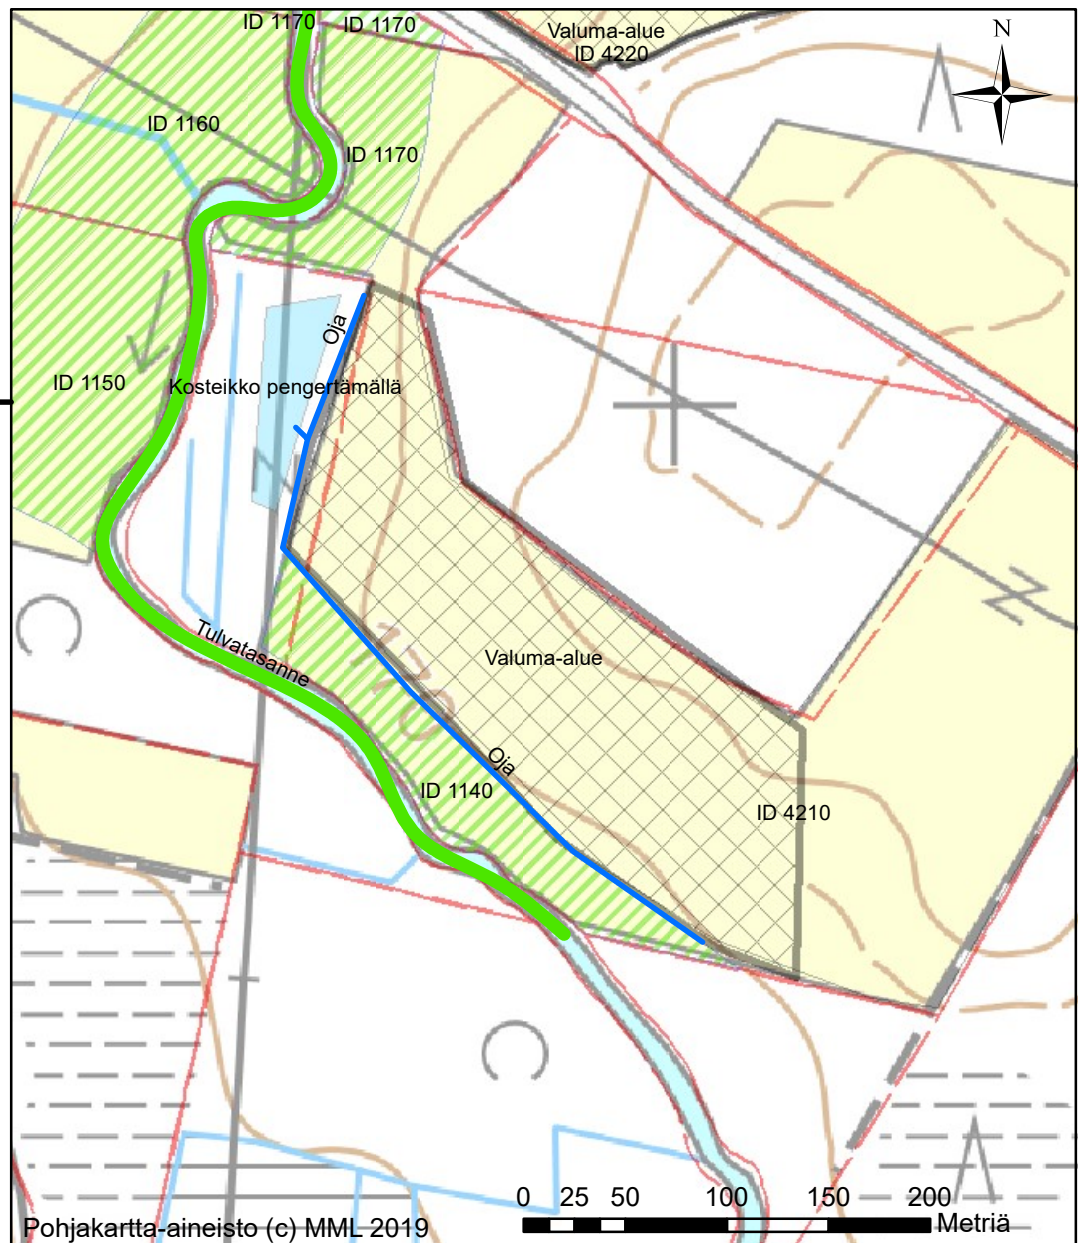 ID 1170
ID 1170
Valuma-alue
ID 4220
N
ID 1160
ID 1170
Oja
ID 1150
Kosteikko pengertämällä
Tulvatasanne
Valuma-alue
170
Oja
ID 1140
ID 4210
0 25 50 100 150 200
Metriä
Pohjakartta-aineisto (c) MML 2019